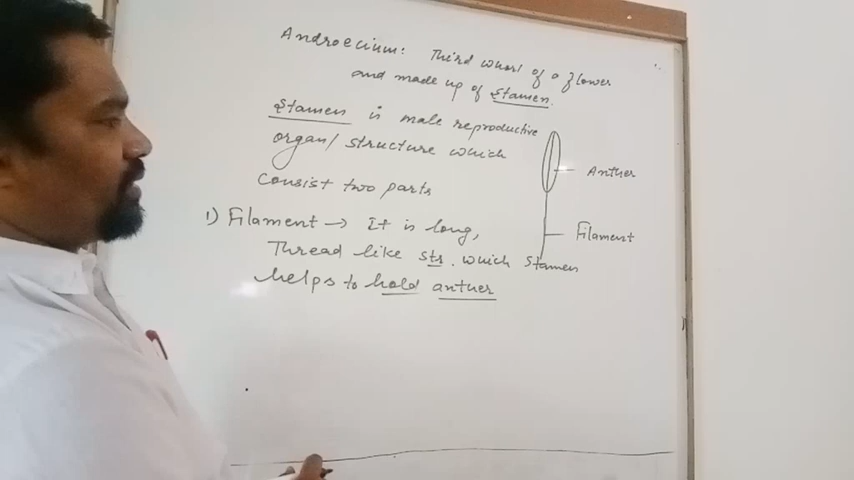 Androecium: Third whorl of a flower
and made up of Stamen.
Stamen is male reproductive
organ/structure which
consist two parts
1) Filament → It is long,
Thread like str. which
helps to hold anther
Anther
Filament
Stamen